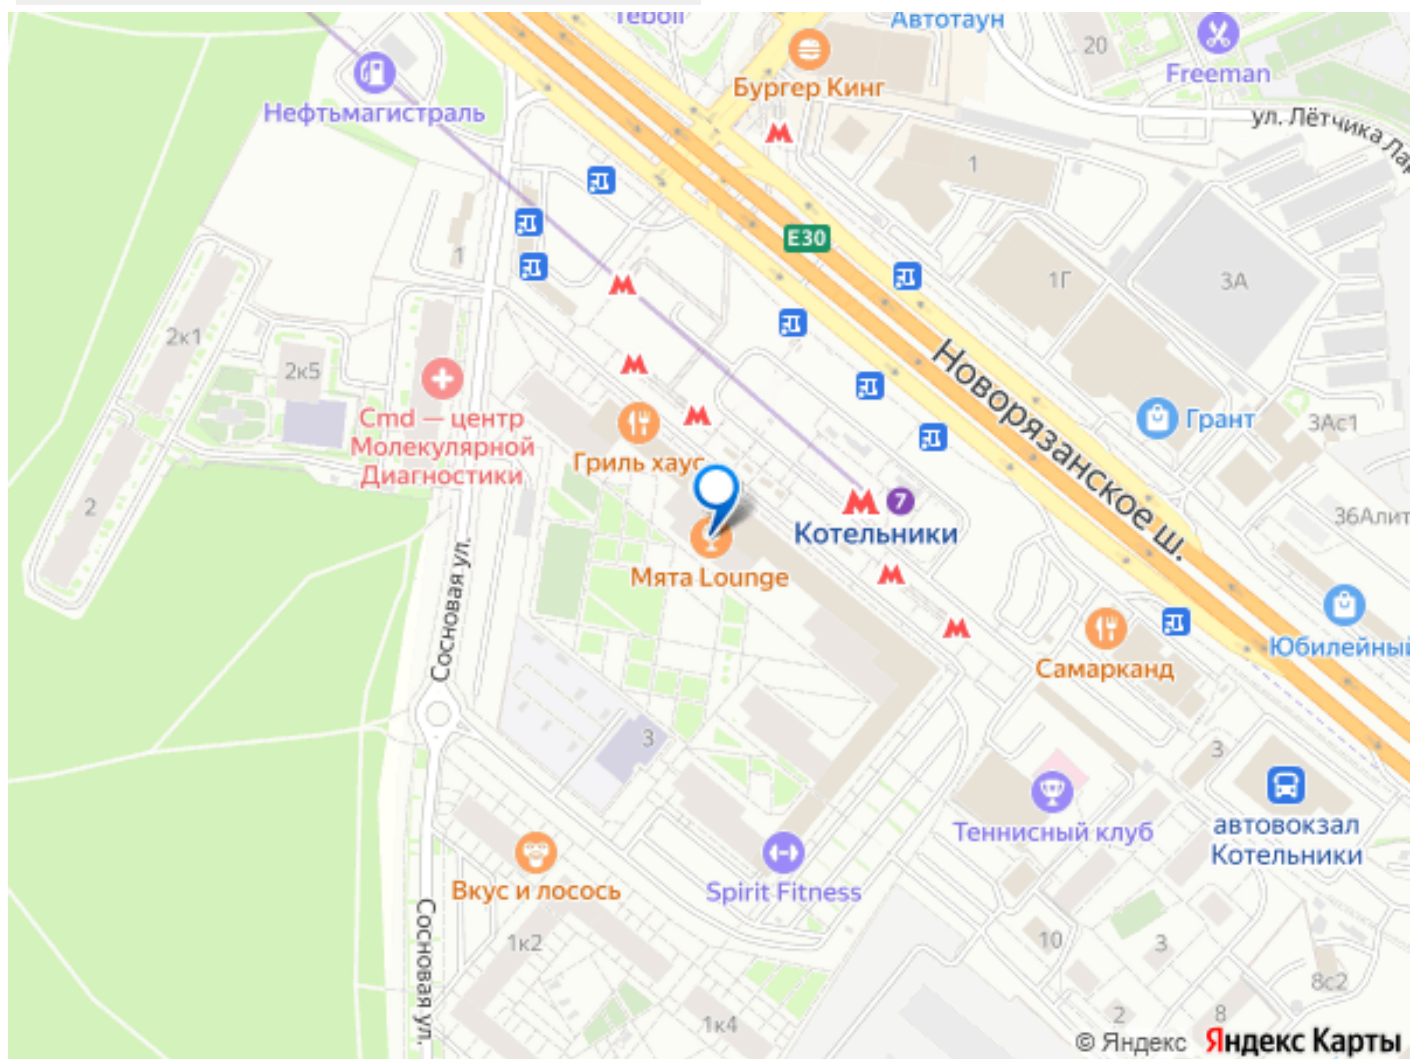 Автотаун
20
Freeman
Бургер Кинг
Нефтьмагистраль
ул. Лётчика
1
E30
1
1Г
3А
2к1
2к5
Cmd — центр
Молекулярной
Диагностики
Гриль хаус
Новорязанское ш.
Грант
3Ас1
2
7
Котельники
Мята Lounge
Сосновая ул.
Самарканд
Юбилейный
3
3
автовокзал
Котельники
Теннисный клуб
Вкус и лосось
Spirit Fitness
Сосновая ул.
1к2
10
3
8с2
1к4
2
8
© Яндекс Яндекс Карты